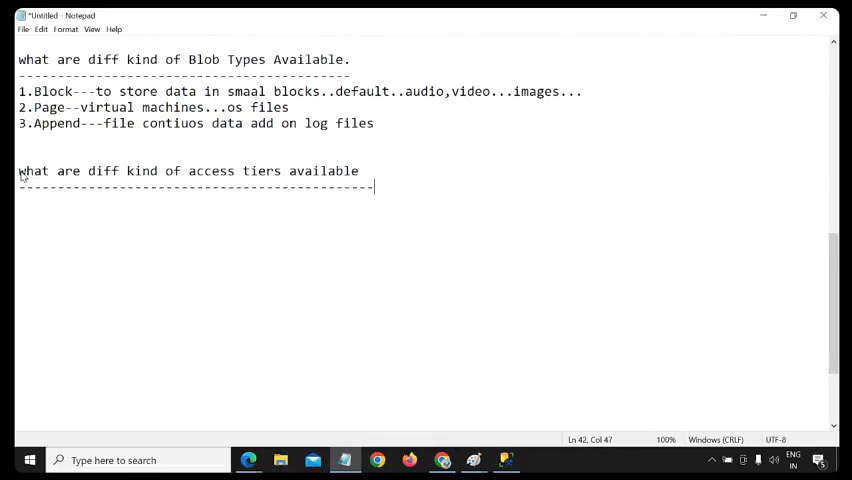 *Untitled - Notepad
File Edit Format View Help
what are diff kind of Blob Types Available.
-------------------------------------------
1.Block---to store data in smaal blocks..default..audio,video...images...
2.Page--virtual machines...os files
3.Append---file contiuos data add on log files
what are diff kind of access tiers available
----------------------------------------------
Ln 42, Col 47 100% Windows (CRLF) UTF-8
Type here to search
ENG
IN
5